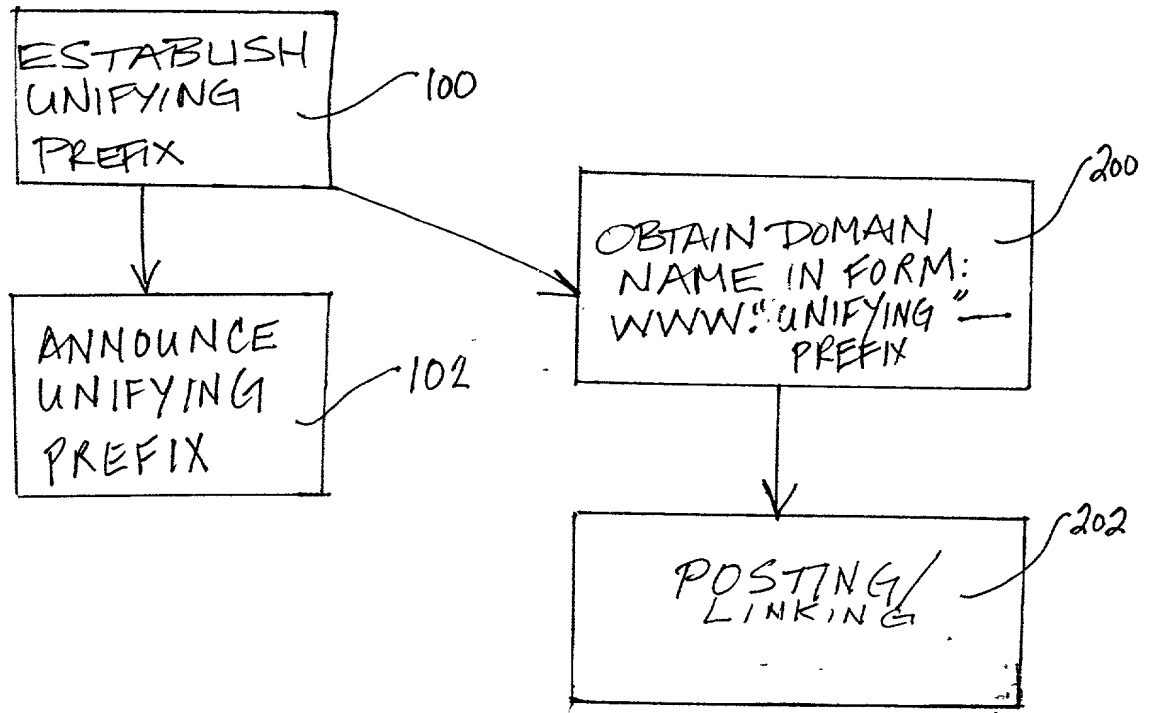 ESTABLISH
UNIFYING
PREFIX
100
ANNOUNCE
UNIFYING
PREFIX
102
OBTAIN DOMAIN
NAME IN FORM:
WWW."UNIFYING"—
PREFIX
200
POSTING/
LINKING
202